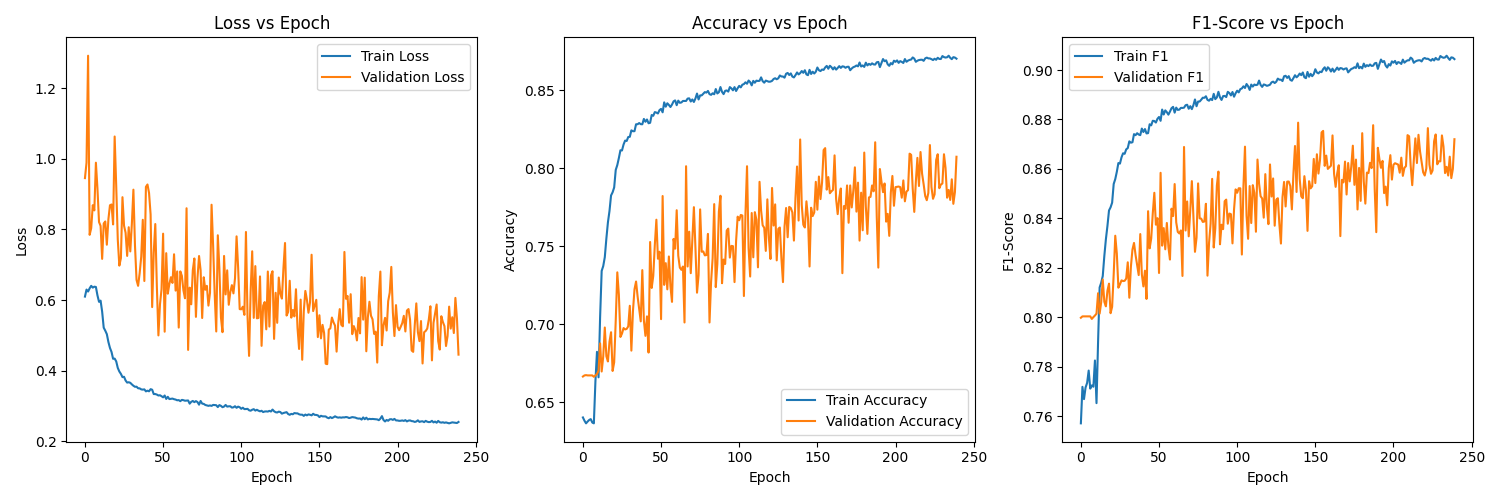 Loss vs Epoch
Train Loss
Validation Loss
1.2
1.0
0.8
0.6
0.4
0.2
Loss
0 50 100 150 200 250
Epoch
Accuracy vs Epoch
0.85
0.80
0.75
0.70
0.65
Accuracy
Train Accuracy
Validation Accuracy
0 50 100 150 200 250
Epoch
F1-Score vs Epoch
Train F1
Validation F1
0.90
0.88
0.86
0.84
0.82
0.80
0.78
0.76
F1-Score
0 50 100 150 200 250
Epoch